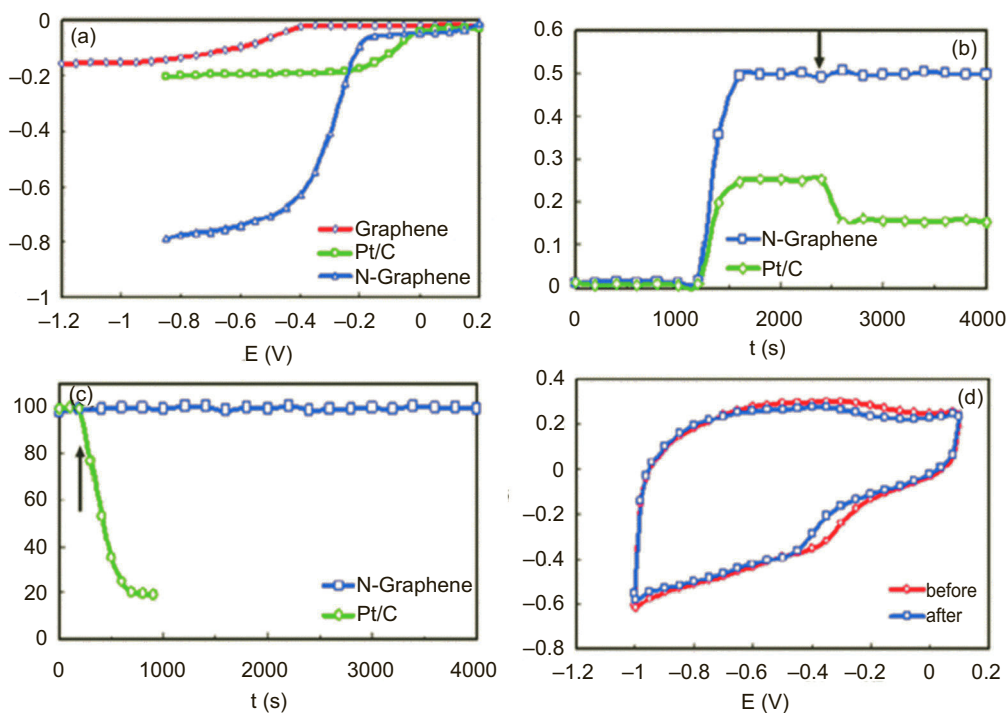 (a)
0
–0.2
–0.4
–0.6
–0.8
–1
Graphene
Pt/C
N-Graphene
–1.2 –1 –0.8 –0.6 –0.4 –0.2 0 0.2
E (V)
(b)
0.6
0.5
0.4
0.3
0.2
0.1
0
N-Graphene
Pt/C
0 1000 2000 3000 4000
t (s)
(c)
100
80
60
40
20
0
N-Graphene
Pt/C
0 1000 2000 3000 4000
t (s)
(d)
0.4
0.2
0
–0.2
–0.4
–0.6
–0.8
before
after
–1.2 –1 –0.8 –0.6 –0.4 –0.2 0 0.2
E (V)